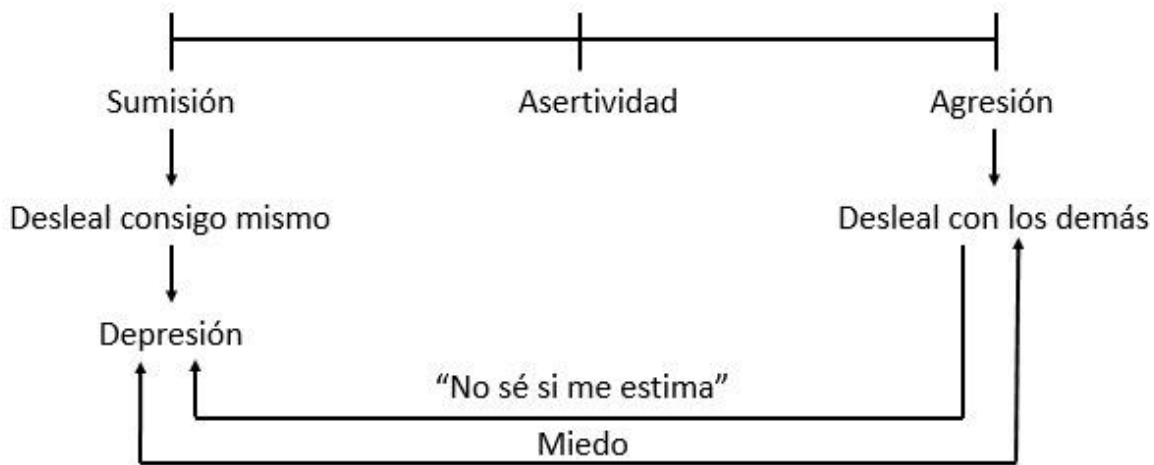 Sumisión Asertividad Agresión
Desleal consigo mismo Desleal con los demás
Depresión
“No sé si me estima”
Miedo